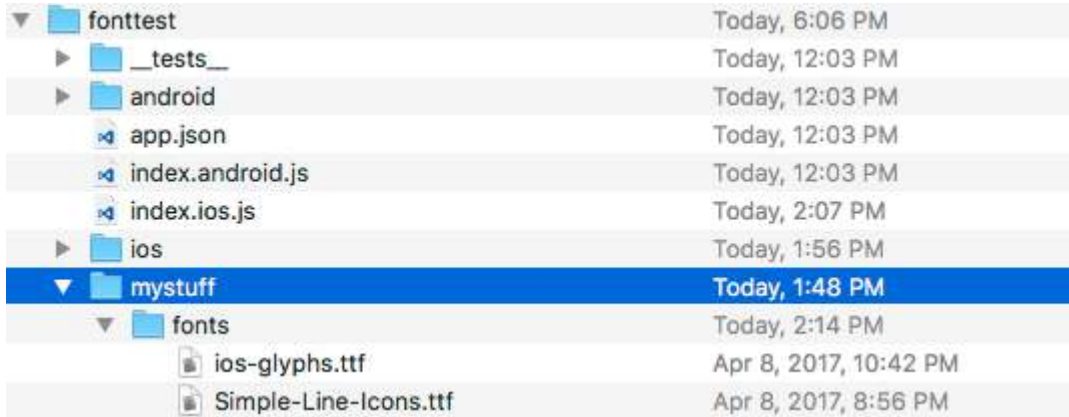 fonttest Today, 6:06 PM
__tests__ Today, 12:03 PM
android Today, 12:03 PM
app.json Today, 12:03 PM
index.android.js Today, 12:03 PM
index.ios.js Today, 2:07 PM
ios Today, 1:56 PM
mystuff Today, 1:48 PM
fonts Today, 2:14 PM
ios-glyphs.ttf Apr 8, 2017, 10:42 PM
Simple-Line-Icons.ttf Apr 8, 2017, 8:56 PM